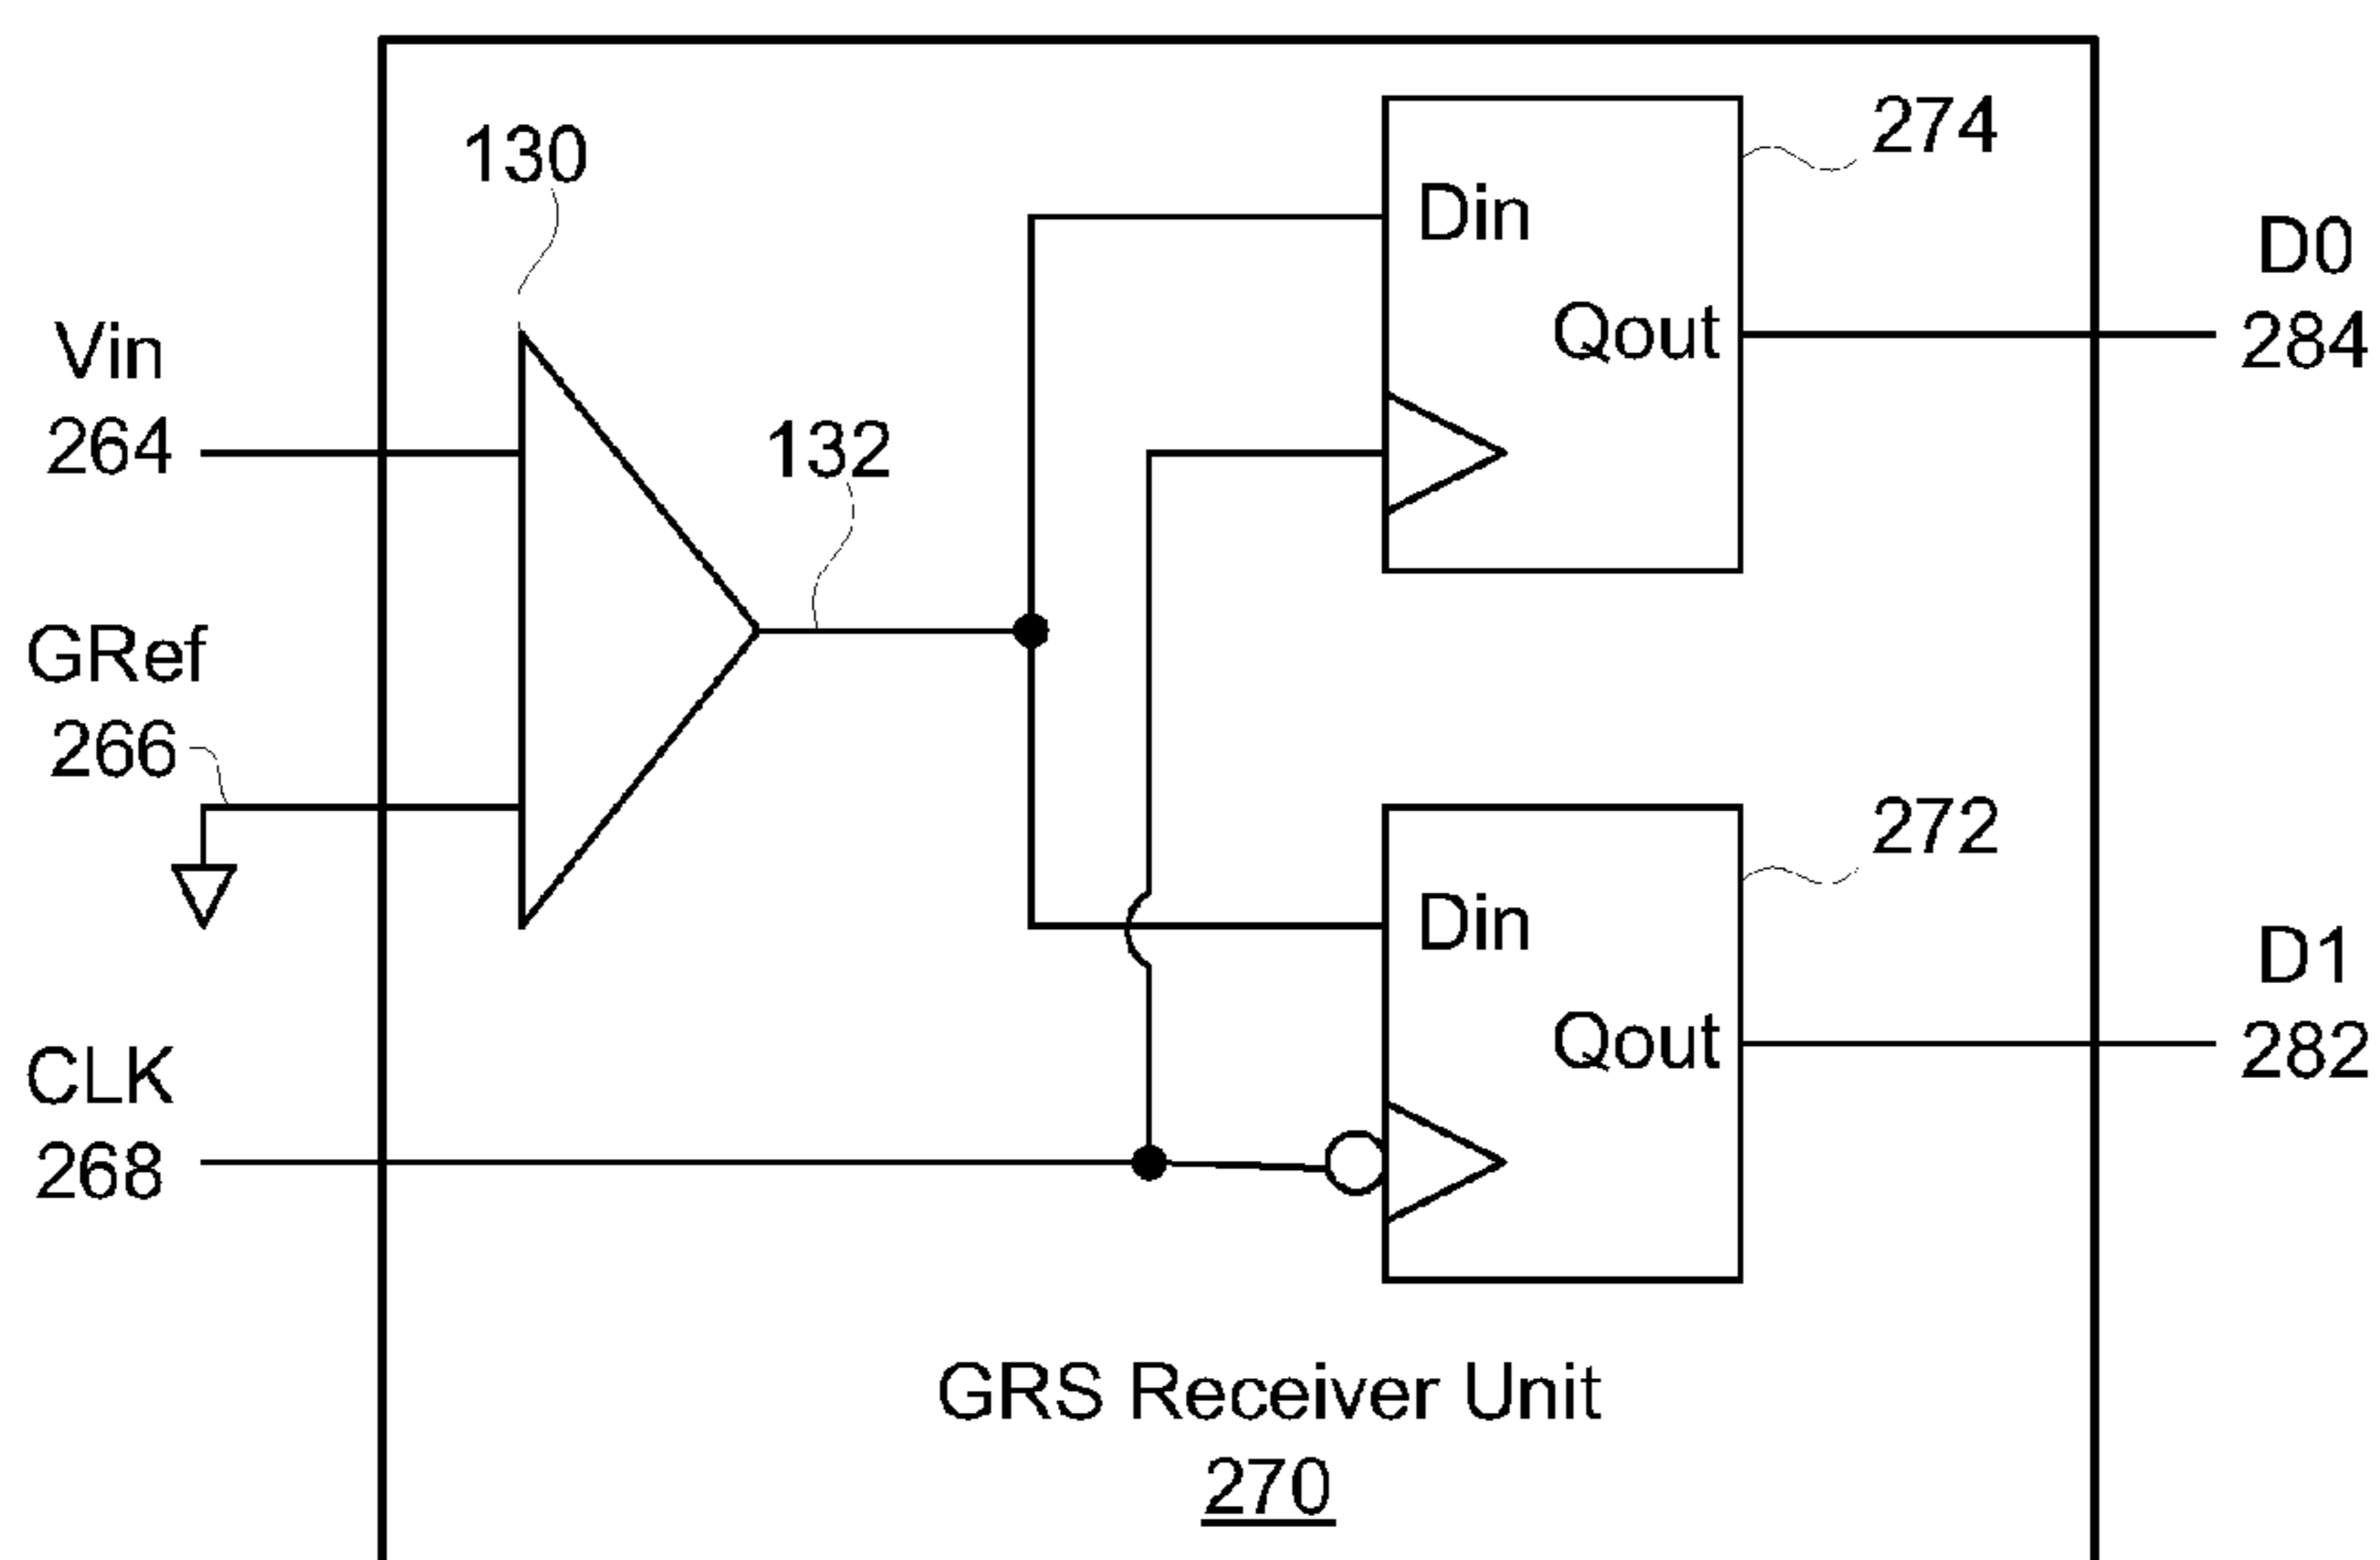 130
274
Din
D0
Qout
284
Vin
264
132
GRef
266
272
Din
D1
Qout
282
CLK
268
GRS Receiver Unit
270